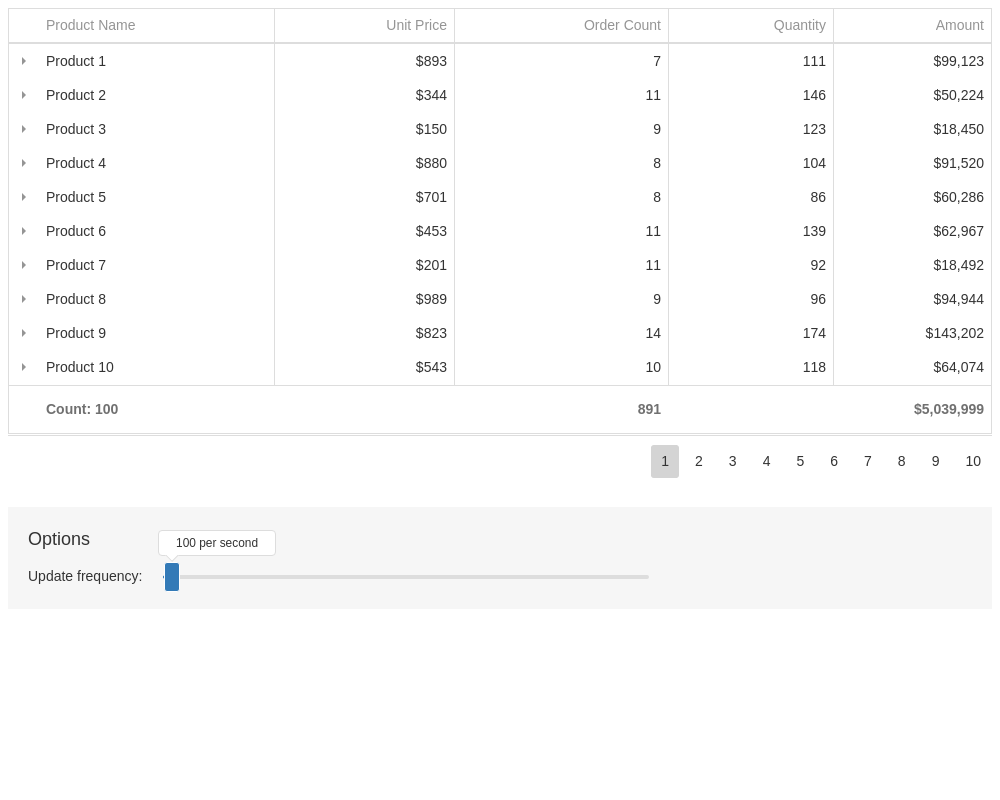 Product Name Unit Price Order Count Quantity Amount
Product 1 $893 7 111 $99,123
Product 2 $344 11 146 $50,224
Product 3 $150 9 123 $18,450
Product 4 $880 8 104 $91,520
Product 5 $701 8 86 $60,286
Product 6 $453 11 139 $62,967
Product 7 $201 11 92 $18,492
Product 8 $989 9 96 $94,944
Product 9 $823 14 174 $143,202
Product 10 $543 10 118 $64,074
Count: 100 891 $5,039,999
1 2 3 4 5 6 7 8 9 10
Options
100 per second
Update frequency: